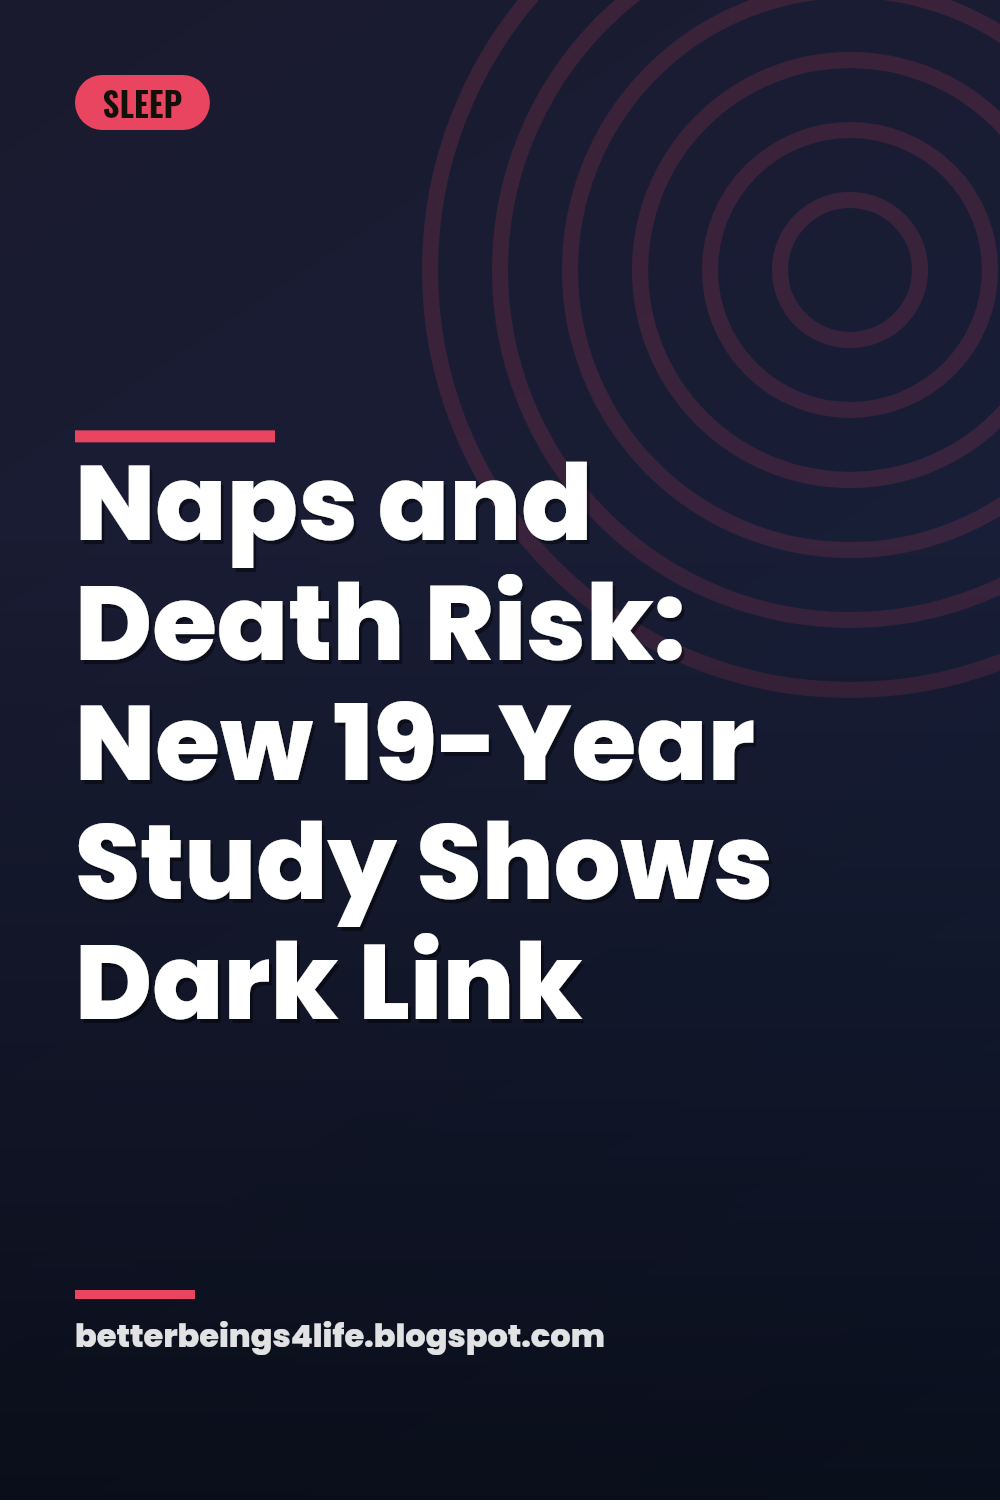 SLEEP
Naps and
Death Risk:
New 19-Year
Study Shows
Dark Link
betterbeings4life.blogspot.com